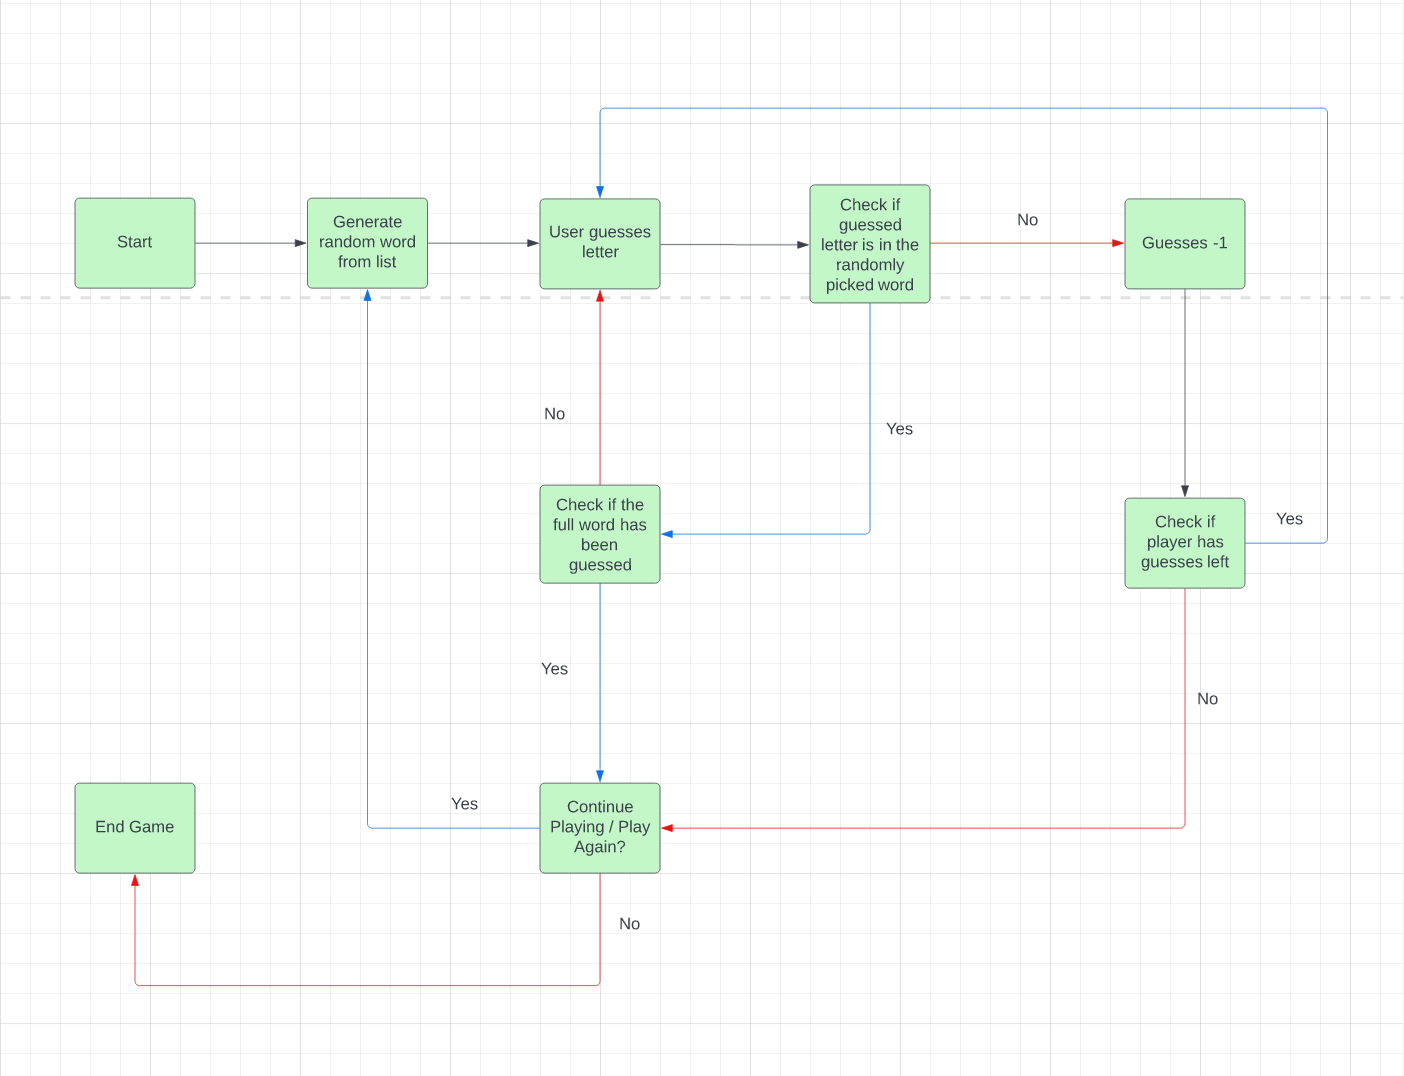 Start
Generate
random word
from list
User guesses
letter
Check if
guessed
letter is in the
randomly
picked word
No
Guesses -1
No
Yes
Check if the
full word has
been
guessed
Check if
player has
guesses left
Yes
Yes
No
End Game
Yes
Continue
Playing / Play
Again?
No